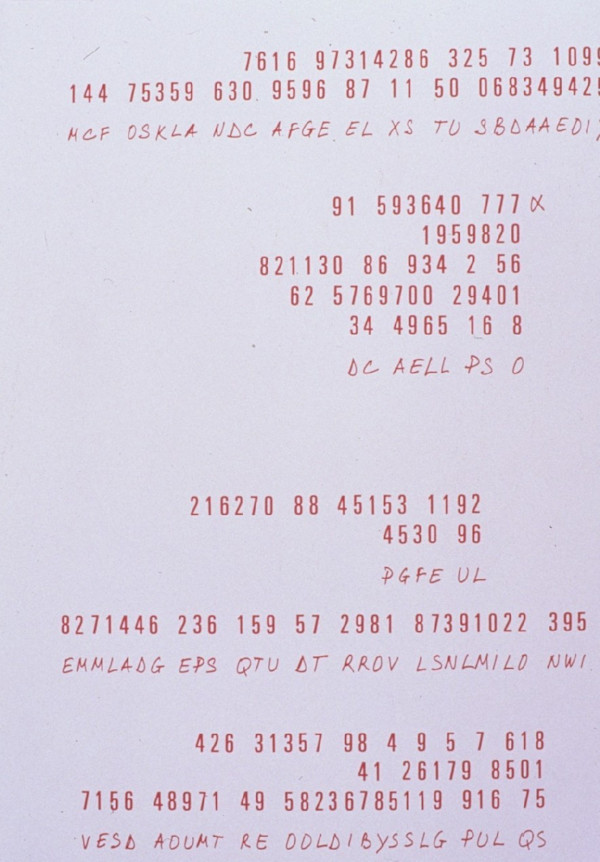 7616 97314286 325 73 1099
144 75359 630 9596 87 11 50 068349425
MCF OSKLA NDC AFGE EL XS TU SBDAAEDI
91 593640 777 α
1959820
821130 86 934 2 56
62 5769700 29401
34 4965 16 8
DC AELL PS O
216270 88 45153 1192
4530 96
PGFE UL
8271446 236 159 57 2981 87391022 395
EMMLADG EPS QTU DT RROV LSNLMILO NWI
426 31357 98 4 9 5 7 618
41 26179 8501
7156 48971 49 58236785119 916 75
VESD AOUMT RE OOLDIBYSSLG PUL QS